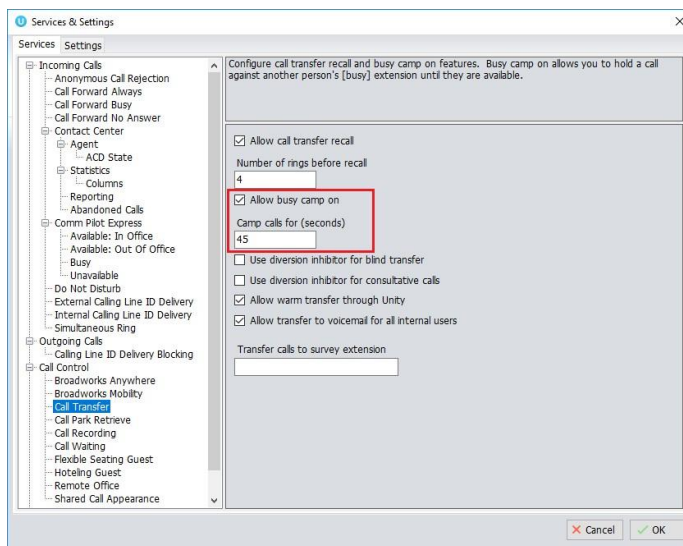 Services & Settings
Services Settings
Incoming Calls
Anonymous Call Rejection
Call Forward Always
Call Forward Busy
Call Forward No Answer
Contact Center
Agent
ACD State
Statistics
Columns
Reporting
Abandoned Calls
Comm Pilot Express
Available: In Office
Available: Out Of Office
Busy
Unavailable
Do Not Disturb
External Calling Line ID Delivery
Internal Calling Line ID Delivery
Simultaneous Ring
Outgoing Calls
Calling Line ID Delivery Blocking
Call Control
Broadworks Anywhere
Broadworks Mobility
Call Transfer
Call Park Retrieve
Call Recording
Call Waiting
Flexible Seating Guest
Hoteling Guest
Remote Office
Shared Call Appearance
Configure call transfer recall and busy camp on features. Busy camp on allows you to hold a call
against another person's [busy] extension until they are available.
Allow call transfer recall
Number of rings before recall
4
Allow busy camp on
Camp calls for (seconds)
45
Use diversion inhibitor for blind transfer
Use diversion inhibitor for consultative calls
Allow warm transfer through Unity
Allow transfer to voicemail for all internal users
Transfer calls to survey extension
Cancel OK